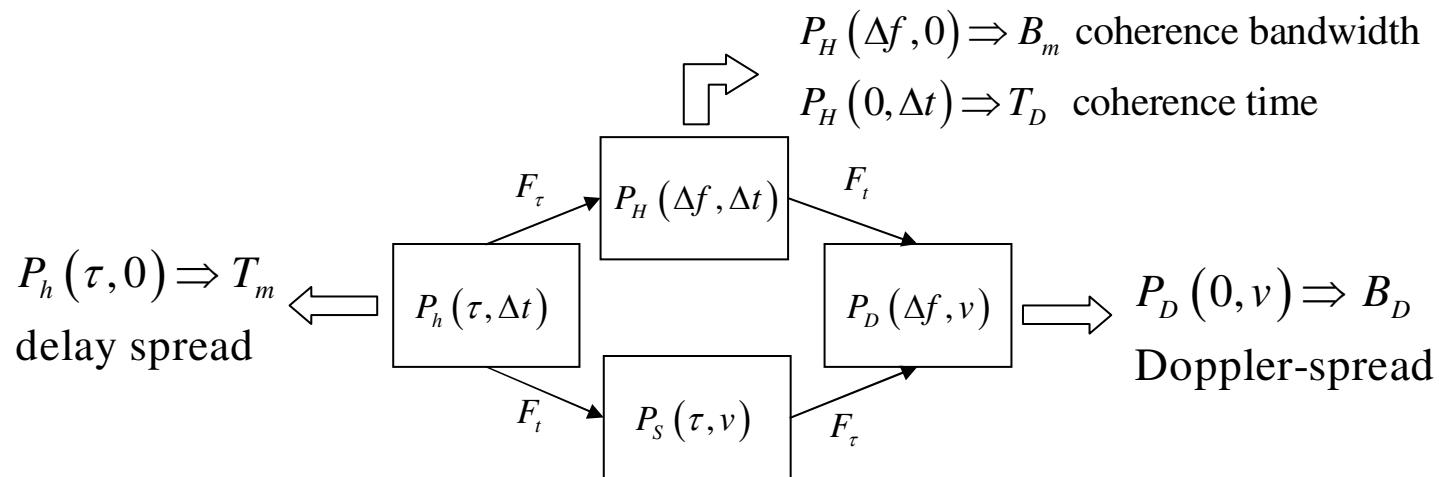 P_H(Δf,0) ⇒ B_m coherence bandwidth
P_H(0,Δt) ⇒ T_D coherence time
F_τ
P_H(Δf,Δt)
F_t
P_h(τ,0) ⇒ T_m
delay spread
P_h(τ,Δt)
P_D(Δf,v)
P_D(0,v) ⇒ B_D
Doppler-spread
F_t
P_S(τ,v)
F_τ